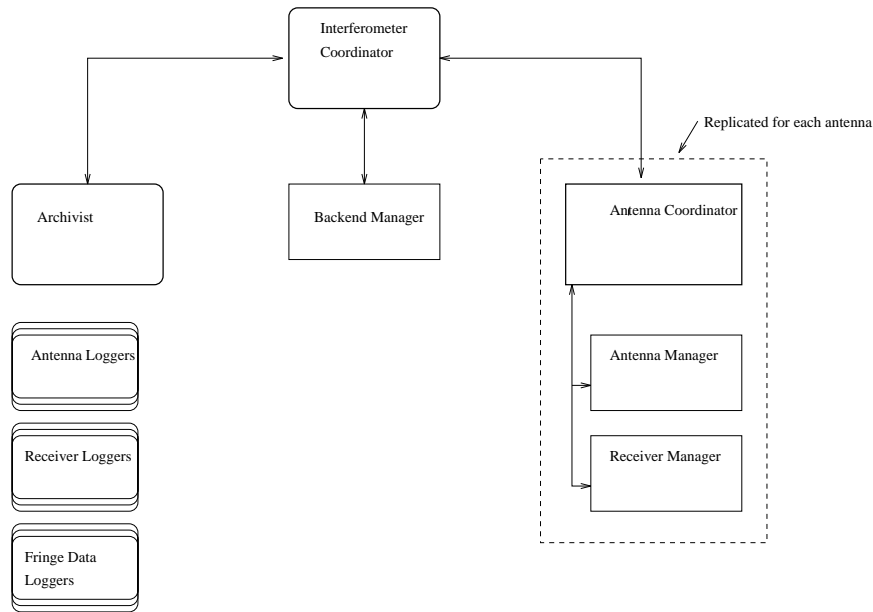 Interferometer
Coordinator
Replicated for each antenna
Archivist
Backend Manager
Antenna Coordinator
Antenna Loggers
Antenna Manager
Receiver Loggers
Receiver Manager
Fringe Data
Loggers